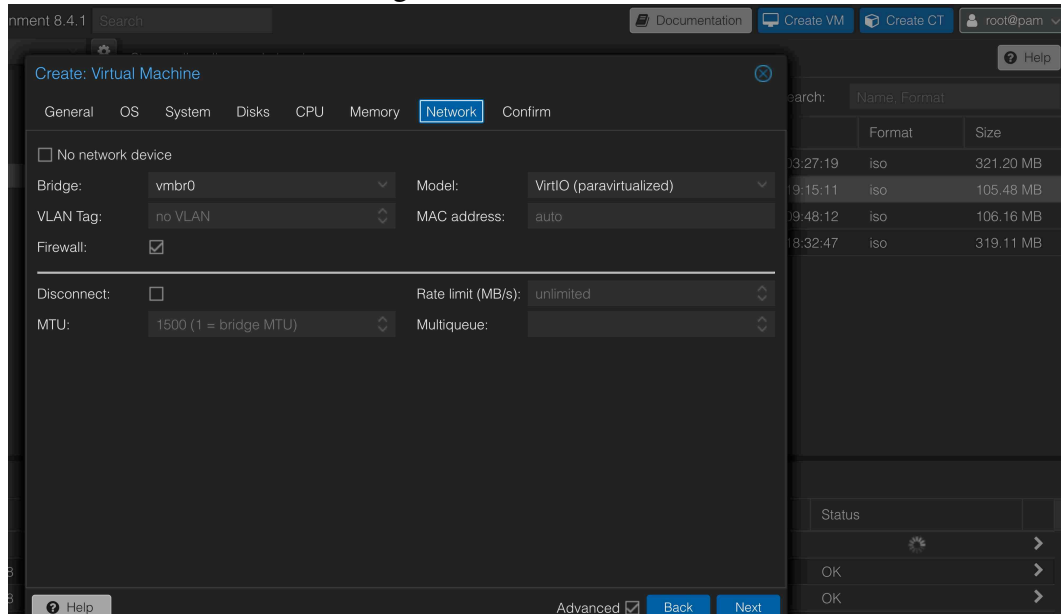 nment 8.4.1 Search Documentation Create VM Create CT root@pam
Help
Create: Virtual Machine
earch: Name, Format
General OS System Disks CPU Memory Network Confirm
Format Size
No network device
03:27:19 iso 321.20 MB
Bridge: vmbr0 Model: VirtIO (paravirtualized)
19:15:11 iso 105.48 MB
VLAN Tag: no VLAN MAC address: auto
09:48:12 iso 106.16 MB
Firewall:
18:32:47 iso 319.11 MB
Disconnect: Rate limit (MB/s): unlimited
MTU: 1500 (1 = bridge MTU) Multiqueue:
Status
OK
OK
Help Advanced Back Next